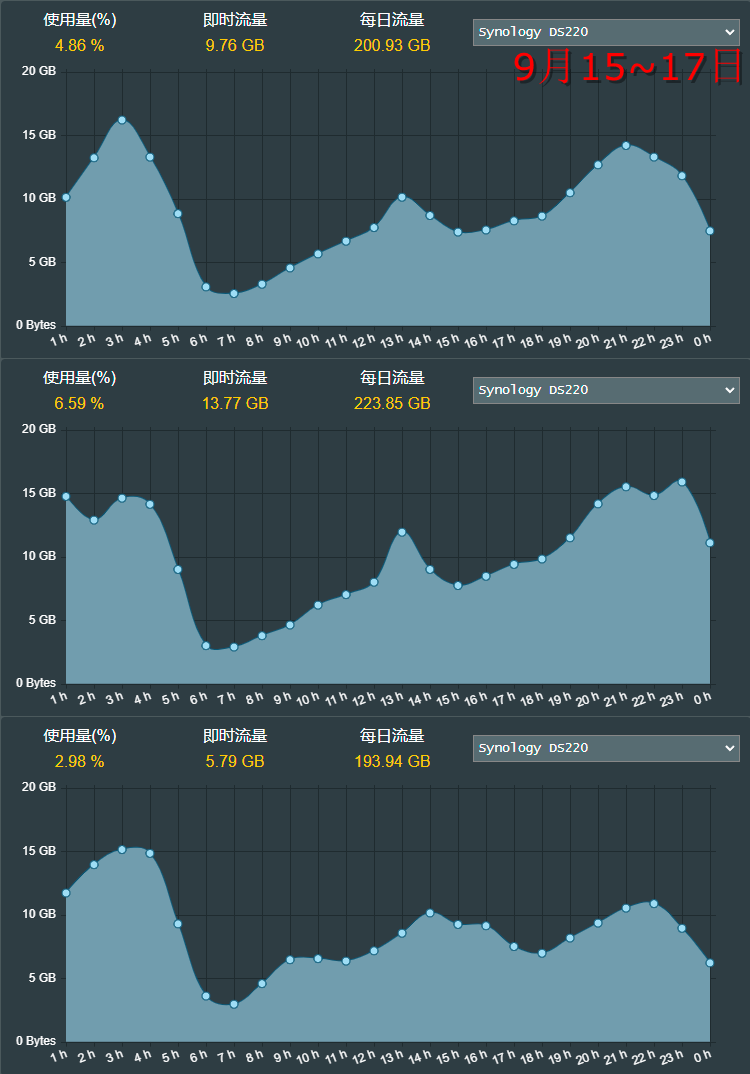 使用量(%) 即时流量 每日流量
4.86 % 9.76 GB 200.93 GB
Synology DS220
9月15~17日
20 GB
15 GB
10 GB
5 GB
0 Bytes
1 h 2 h 3 h 4 h 5 h 6 h 7 h 8 h 9 h 10 h 11 h 12 h 13 h 14 h 15 h 16 h 17 h 18 h 19 h 20 h 21 h 22 h 23 h 0 h
使用量(%) 即时流量 每日流量
6.59 % 13.77 GB 223.85 GB
Synology DS220
20 GB
15 GB
10 GB
5 GB
0 Bytes
1 h 2 h 3 h 4 h 5 h 6 h 7 h 8 h 9 h 10 h 11 h 12 h 13 h 14 h 15 h 16 h 17 h 18 h 19 h 20 h 21 h 22 h 23 h 0 h
使用量(%) 即时流量 每日流量
2.98 % 5.79 GB 193.94 GB
Synology DS220
20 GB
15 GB
10 GB
5 GB
0 Bytes
1 h 2 h 3 h 4 h 5 h 6 h 7 h 8 h 9 h 10 h 11 h 12 h 13 h 14 h 15 h 16 h 17 h 18 h 19 h 20 h 21 h 22 h 23 h 0 h